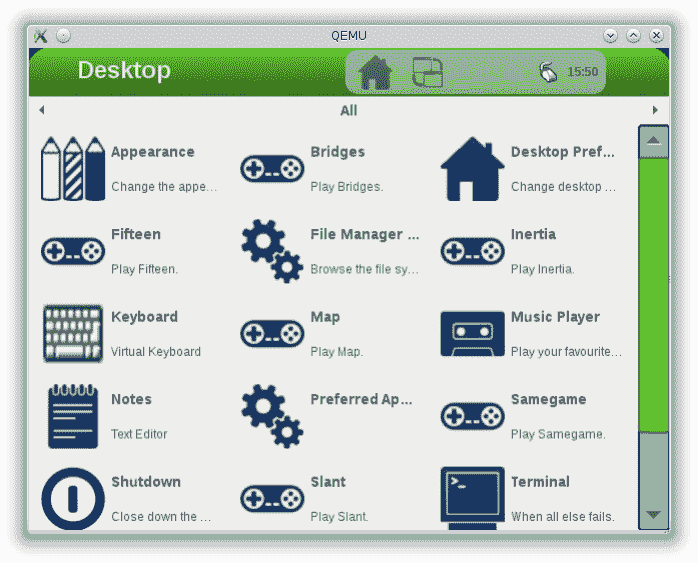 QEMU
Desktop
15:50
All
Appearance
Change the appe...
Bridges
Play Bridges.
Desktop Pref...
Change desktop ...
Fifteen
Play Fifteen.
File Manager ...
Browse the file sy...
Inertia
Play Inertia.
Keyboard
Virtual Keyboard
Map
Play Map.
Music Player
Play your favourite...
Notes
Text Editor
Preferred Ap...
Samegame
Play Samegame.
Shutdown
Close down the ...
Slant
Play Slant.
Terminal
When all else fails.